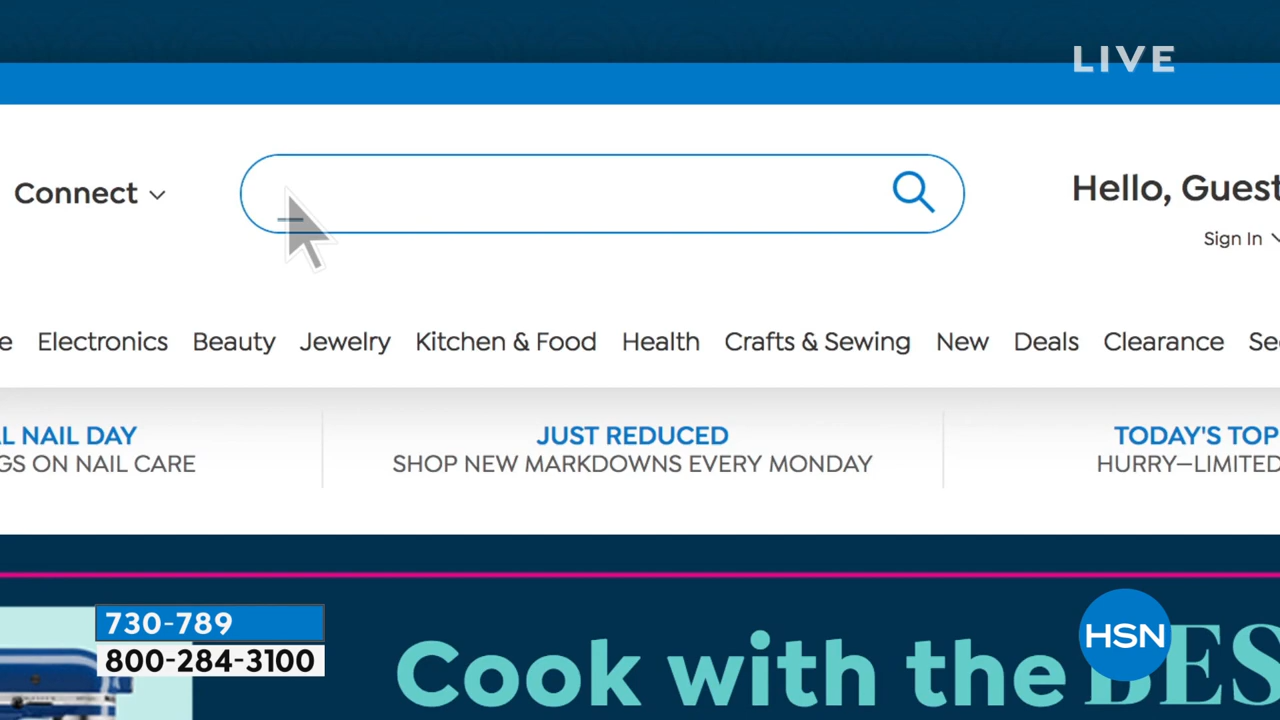 LIVE
Connect
Hello, Guest
Sign In
Electronics Beauty Jewelry Kitchen & Food Health Crafts & Sewing New Deals Clearance
NAIL DAY
JUST REDUCED
TODAY'S TOP
ON NAIL CARE
SHOP NEW MARKDOWNS EVERY MONDAY
HURRY—LIMITED
730-789
800-284-3100
Cook with the BES
HSN